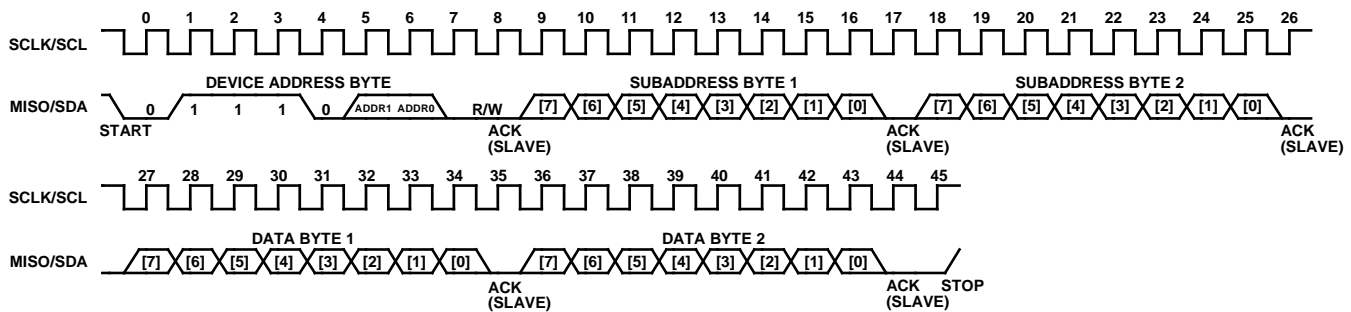 0 1 2 3 4 5 6 7 8 9 10 11 12 13 14 15 16 17 18 19 20 21 22 23 24 25 26
SCLK/SCL
DEVICE ADDRESS BYTE SUBADDRESS BYTE 1 SUBADDRESS BYTE 2
MISO/SDA 0 1 1 1 0 ADDR1 ADDR0 R/W [7] [6] [5] [4] [3] [2] [1] [0] [7] [6] [5] [4] [3] [2] [1] [0]
START ACK (SLAVE) ACK (SLAVE) ACK (SLAVE)
27 28 29 30 31 32 33 34 35 36 37 38 39 40 41 42 43 44 45
SCLK/SCL
DATA BYTE 1 DATA BYTE 2
MISO/SDA [7] [6] [5] [4] [3] [2] [1] [0] [7] [6] [5] [4] [3] [2] [1] [0]
ACK (SLAVE) ACK (SLAVE) STOP